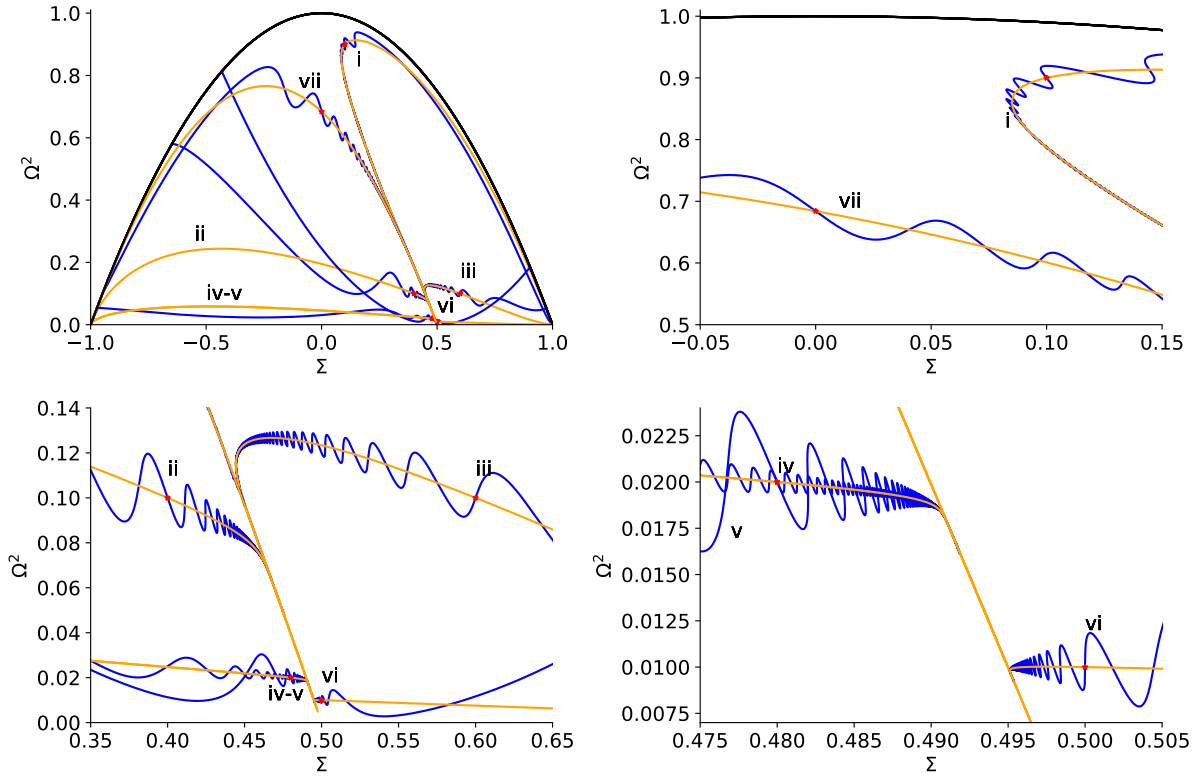 1.0
0.8
0.6
0.4
0.2
0.0
Ω²
vii
i
ii
iii
iv-v
vi
−1.0 −0.5 0.0 0.5 1.0
Σ
1.0
0.9
0.8
0.7
0.6
0.5
Ω²
i
vii
−0.05 0.00 0.05 0.10 0.15
Σ
0.14
0.12
0.10
0.08
0.06
0.04
0.02
0.00
Ω²
ii
iii
iv-v
vi
0.35 0.40 0.45 0.50 0.55 0.60 0.65
Σ
0.0225
0.0200
0.0175
0.0150
0.0125
0.0100
0.0075
Ω²
iv
v
vi
0.475 0.480 0.485 0.490 0.495 0.500 0.505
Σ